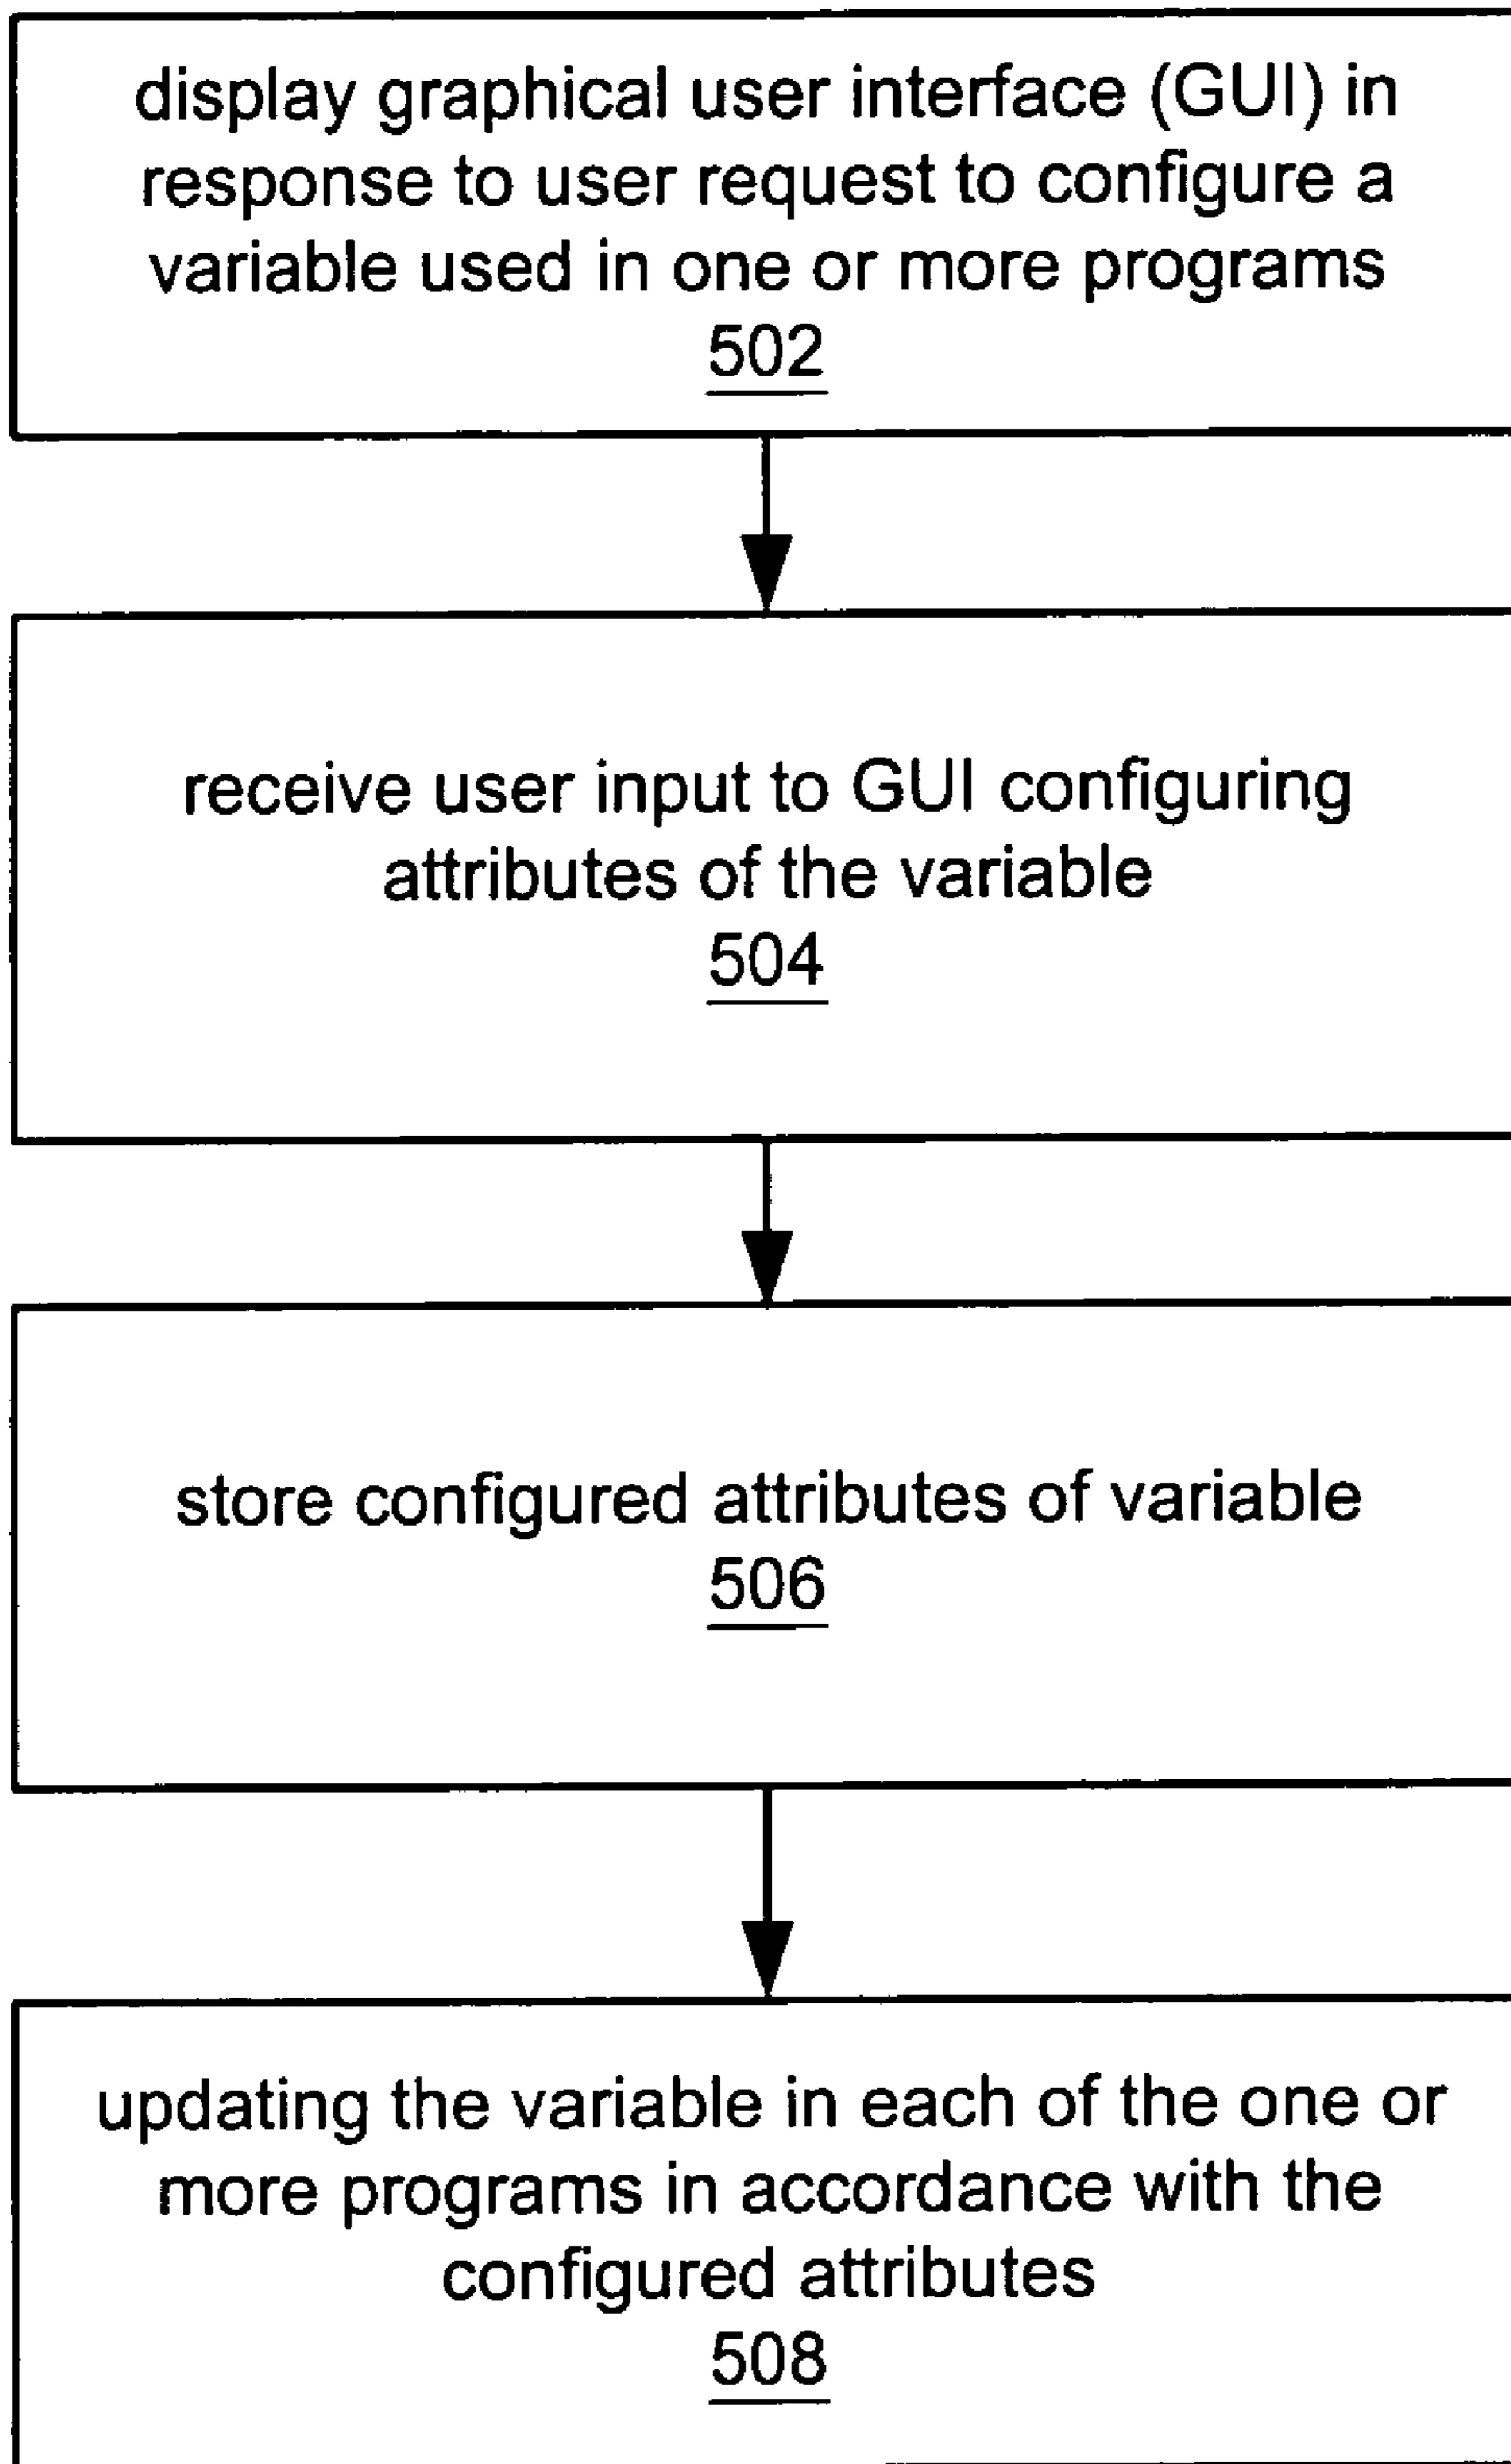 display graphical user interface (GUI) in
response to user request to configure a
variable used in one or more programs
502
receive user input to GUI configuring
attributes of the variable
504
store configured attributes of variable
506
updating the variable in each of the one or
more programs in accordance with the
configured attributes
508